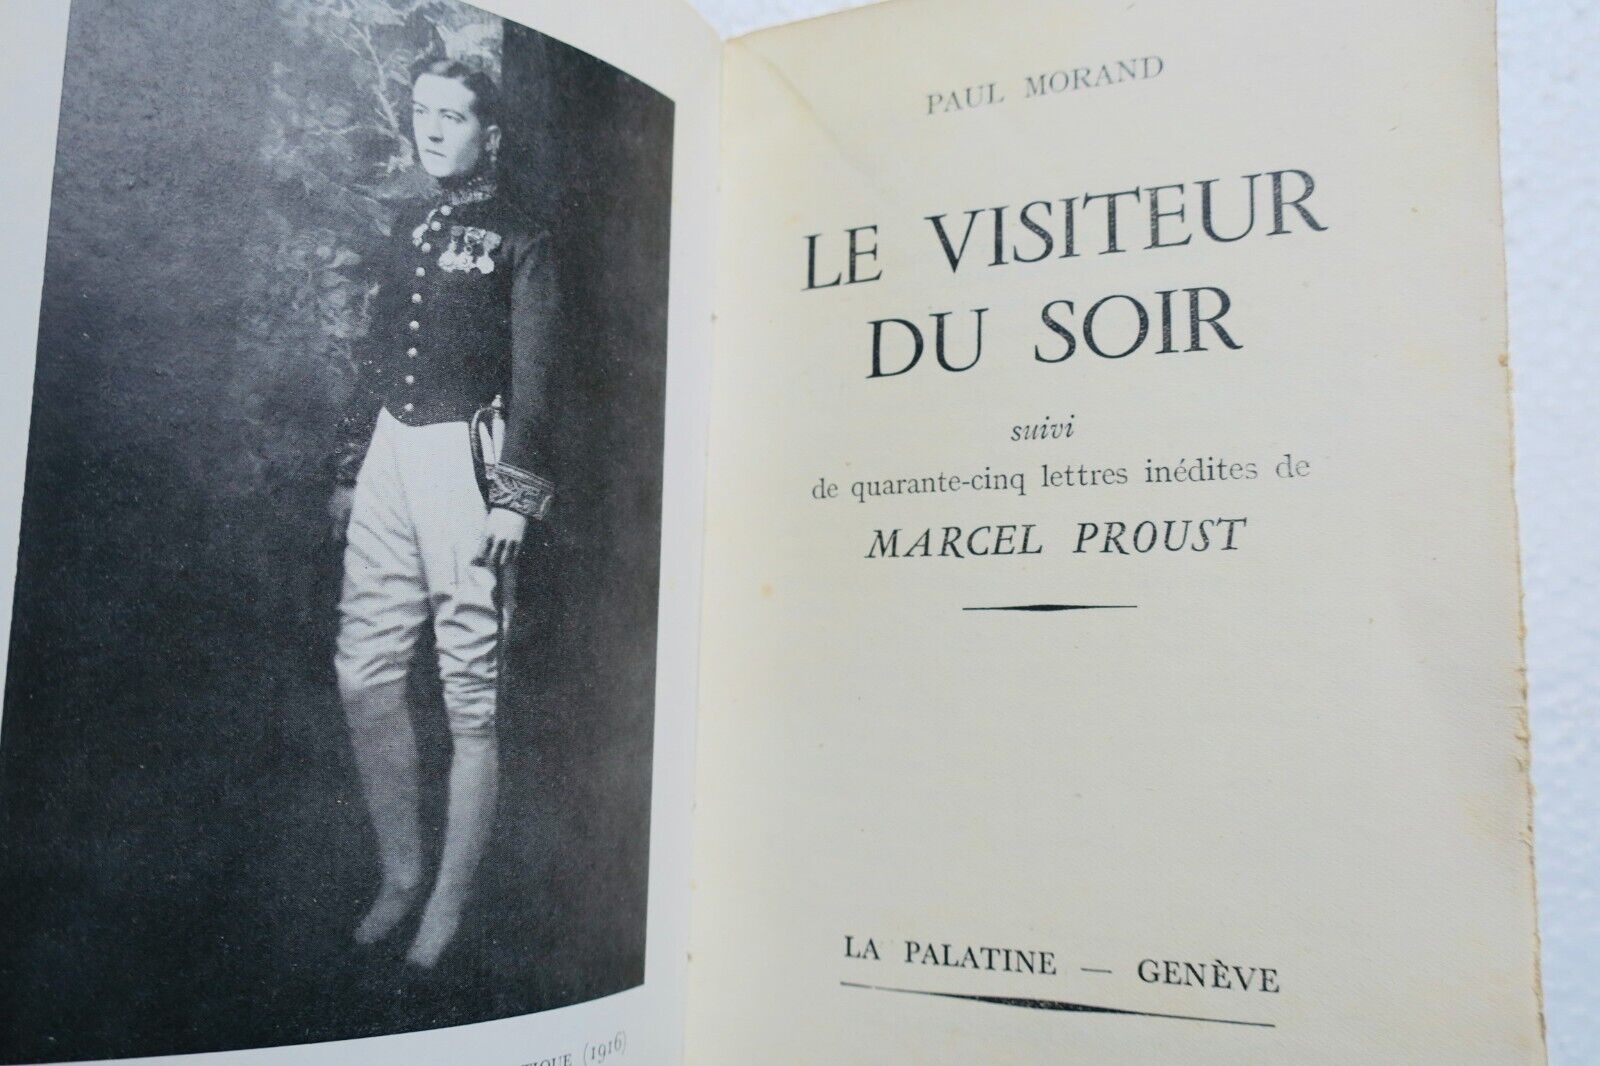 (1916)
PAUL MORAND
LE VISITEUR
DU SOIR
suivi
de quarante-cinq lettres inédites de
MARCEL PROUST
LA PALATINE — GENÈVE